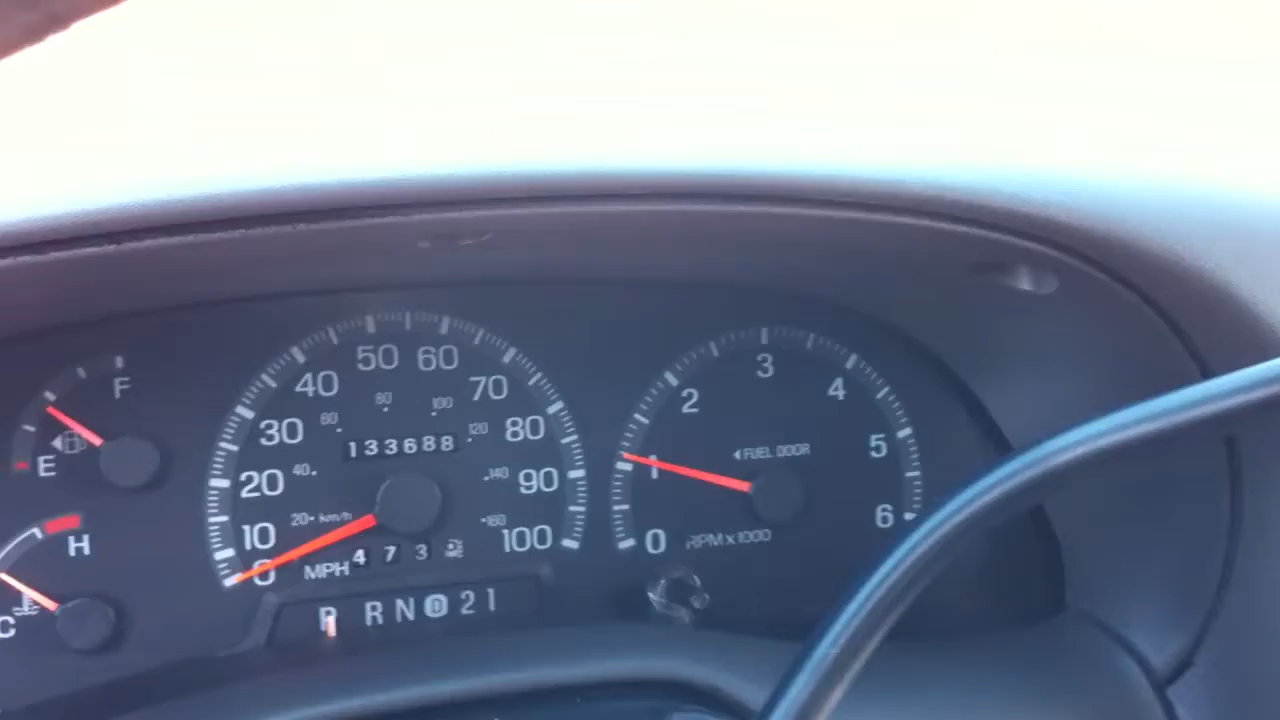 F
E
H
C
0 10 20 30 40 50 60 70 80 90 100
20 km/h 40 60 80 100 120 140 160
133688
MPH
4 7 3
P R N D 2 1
0 1 2 3 4 5 6
FUEL DOOR
RPM x 1000